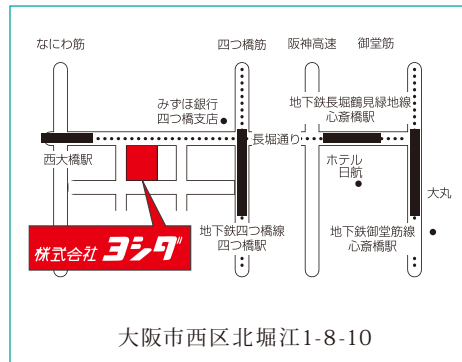 なにわ筋
四つ橋筋
阪神高速
御堂筋
みずほ銀行
四つ橋支店
地下鉄長堀鶴見緑地線
心斎橋駅
長堀通り
西大橋駅
ホテル
日航
大丸
株式会社 ヨシダ
地下鉄四つ橋線
四つ橋駅
地下鉄御堂筋線
心斎橋駅
大阪市西区北堀江1-8-10